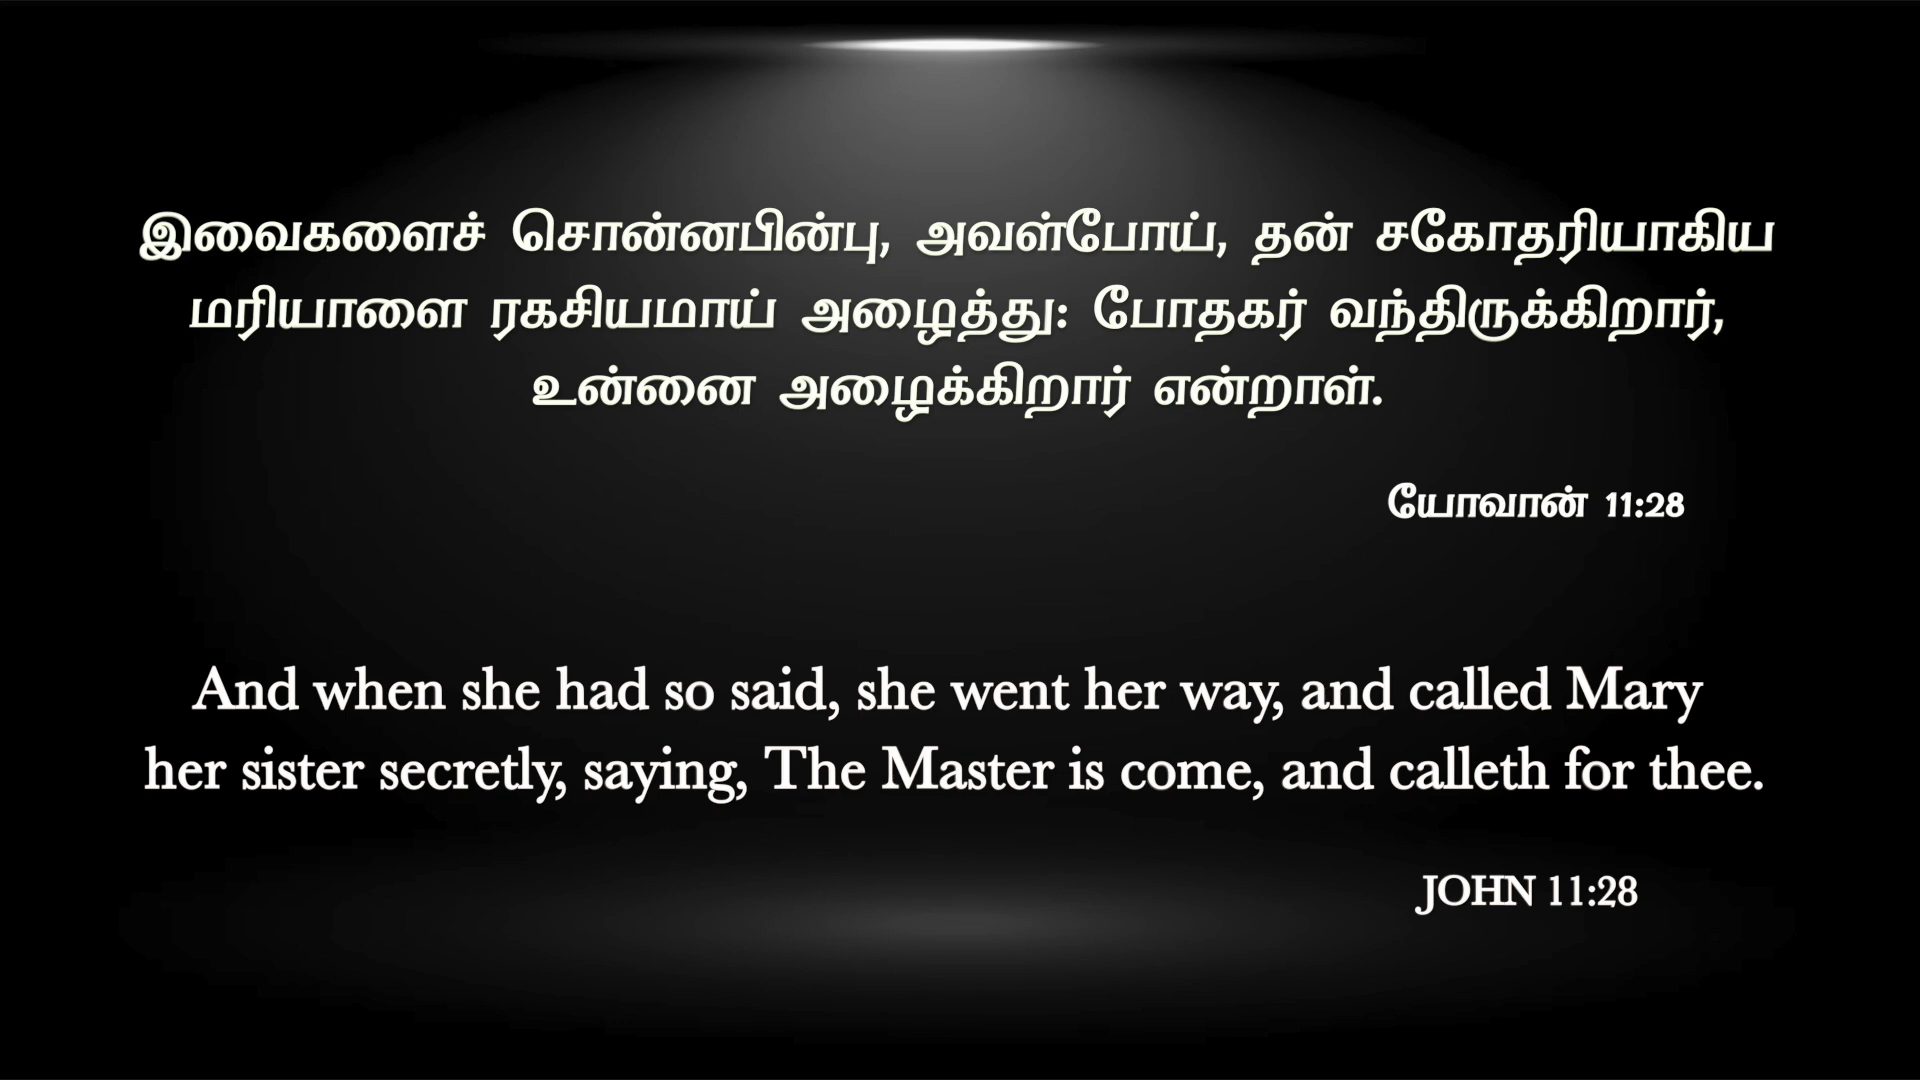 இவைகளைச் சொன்னபின்பு, அவள்போய், தன் சகோதரியாகிய
மரியாளை ரகசியமாய் அழைத்து: போதகர் வந்திருக்கிறார்,
உன்னை அழைக்கிறார் என்றாள்.
யோவான் 11:28
And when she had so said, she went her way, and called Mary
her sister secretly, saying, The Master is come, and calleth for thee.
JOHN 11:28